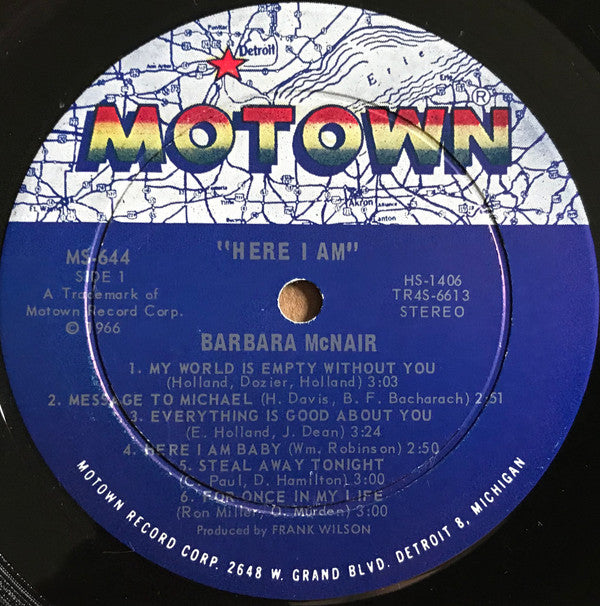 Detroit
Erie
MOTOWN®
Akron
Canton
MS-644
SIDE 1
A Trademark of
Motown Record Corp.
© 1966
"HERE I AM"
HS-1406
TR4S-6613
STEREO
BARBARA McNAIR
1. MY WORLD IS EMPTY WITHOUT YOU
(Holland, Dozier, Holland) 3:03
2. MESSAGE TO MICHAEL (H. Davis, B. F. Bacharach) 2:51
3. EVERYTHING IS GOOD ABOUT YOU
(E. Holland, J. Dean) 3:24
4. HERE I AM BABY (Wm. Robinson) 2:50
5. STEAL AWAY TONIGHT
(C. Paul, D. Hamilton) 3:00
6. FOR ONCE IN MY LIFE
(Ron Miller, O. Murden) 3:00
Produced by FRANK WILSON
MOTOWN RECORD CORP. 2648 W. GRAND BLVD. DETROIT 8, MICHIGAN